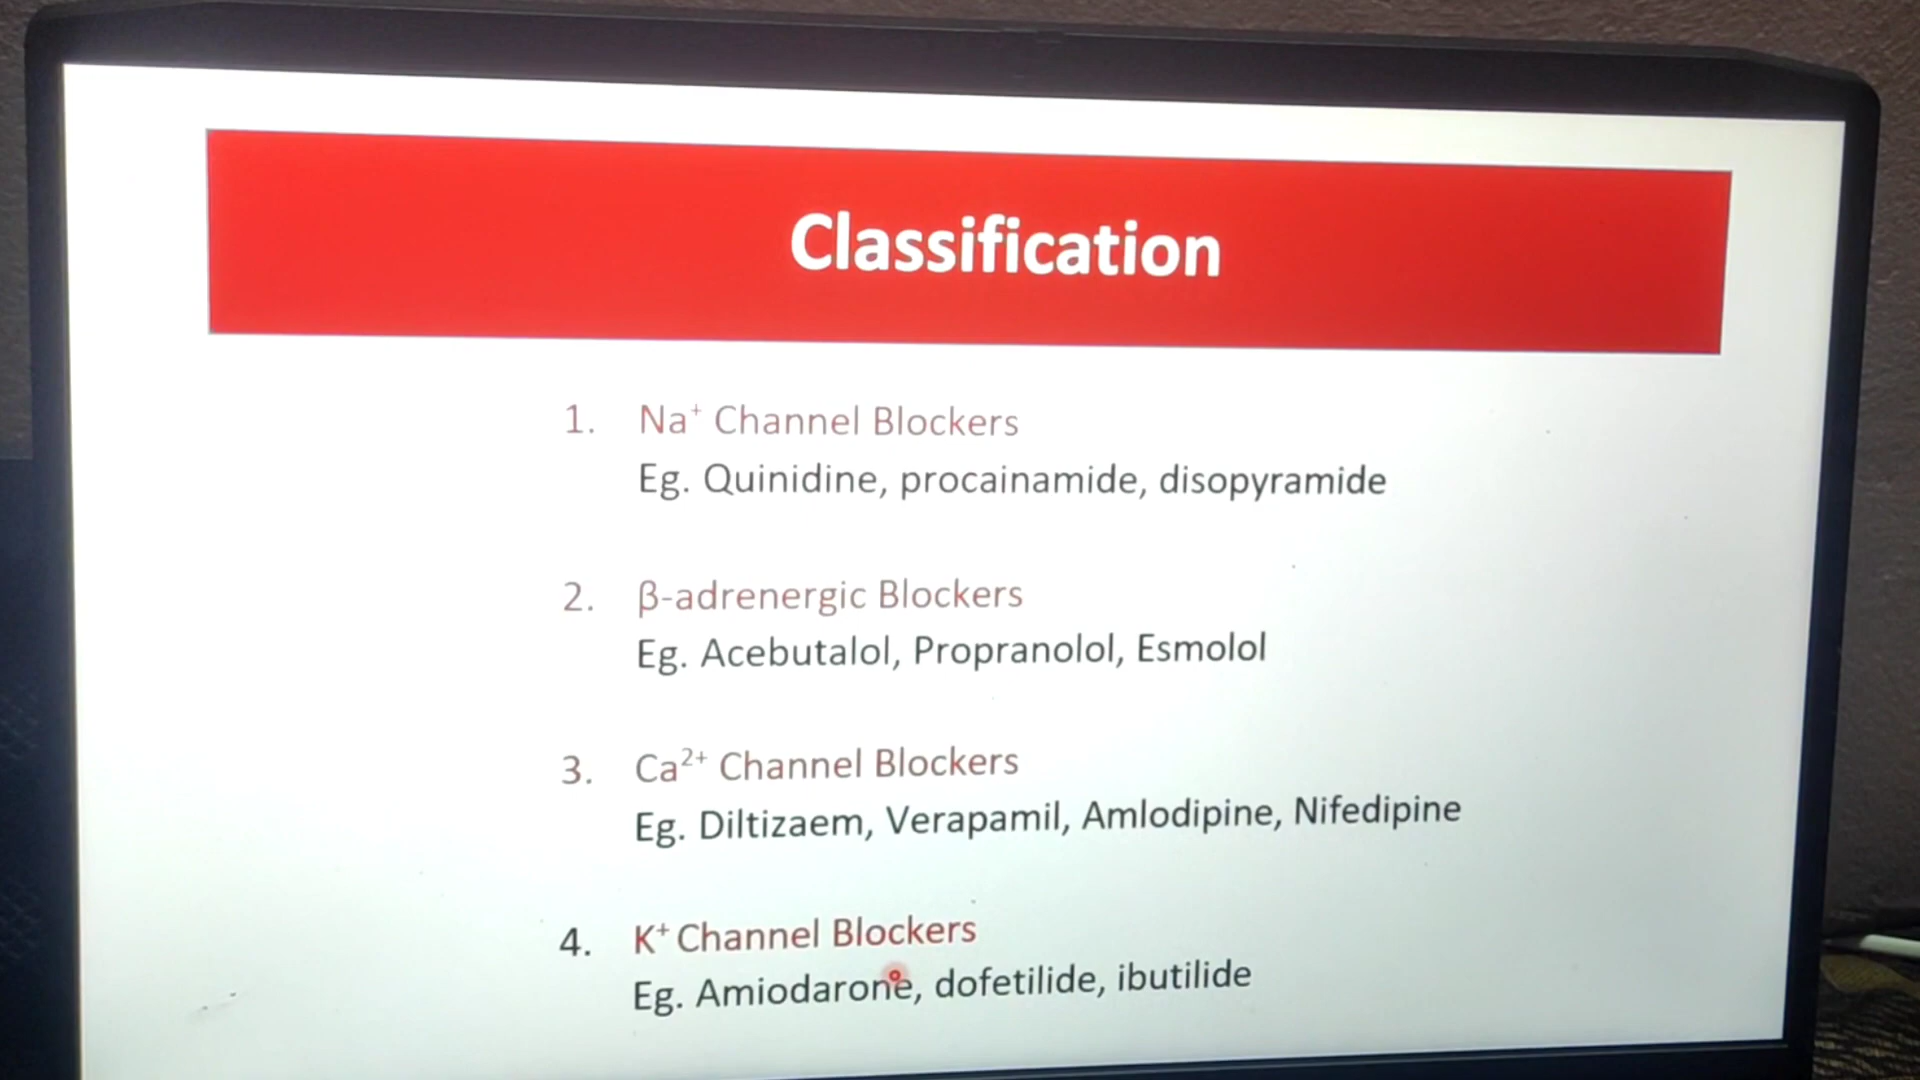 Classification
1. Na⁺ Channel Blockers
Eg. Quinidine, procainamide, disopyramide
2. β-adrenergic Blockers
Eg. Acebutalol, Propranolol, Esmolol
3. Ca²⁺ Channel Blockers
Eg. Diltizaem, Verapamil, Amlodipine, Nifedipine
4. K⁺ Channel Blockers
Eg. Amiodarone, dofetilide, ibutilide